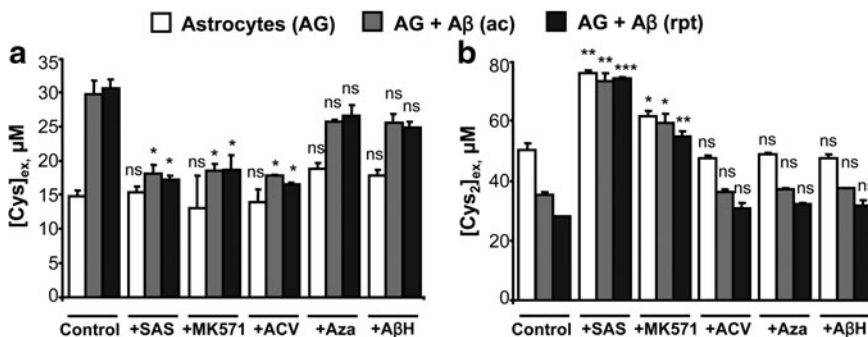 Astrocytes (AG) AG + Aβ (ac) AG + Aβ (rpt)
a
[Cys]ex, μM
35
30
25
20
15
10
5
0
ns * *
ns * *
ns * *
ns ns ns
ns ns ns
Control +SAS +MK571 +ACV +Aza +AβH
b
[Cys2]ex, μM
80
60
40
20
0
** ** ***
* * **
ns ns ns
ns ns ns
ns ns ns
Control +SAS +MK571 +ACV +Aza +AβH